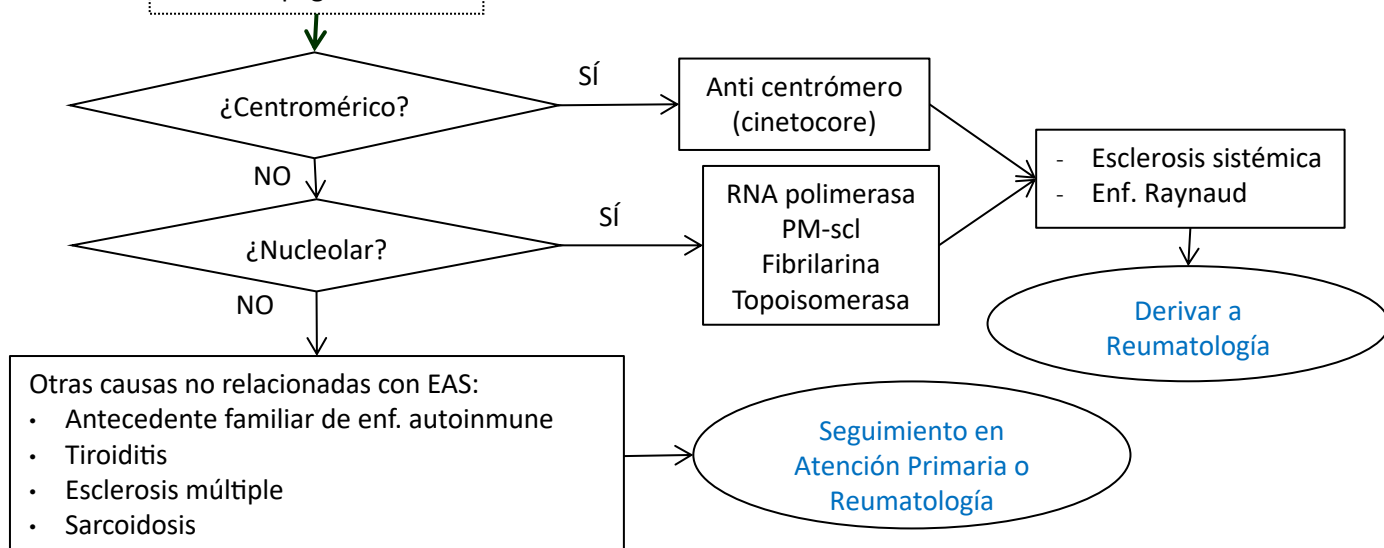 ¿Centromérico?
SÍ
Anti centrómero
(cinetocore)
NO
¿Nucleolar?
SÍ
RNA polimerasa
PM-scl
Fibrilarina
Topoisomerasa
- Esclerosis sistémica
- Enf. Raynaud
Derivar a
Reumatología
NO
Otras causas no relacionadas con EAS:
• Antecedente familiar de enf. autoinmune
• Tiroiditis
• Esclerosis múltiple
• Sarcoidosis
Seguimiento en
Atención Primaria o
Reumatología